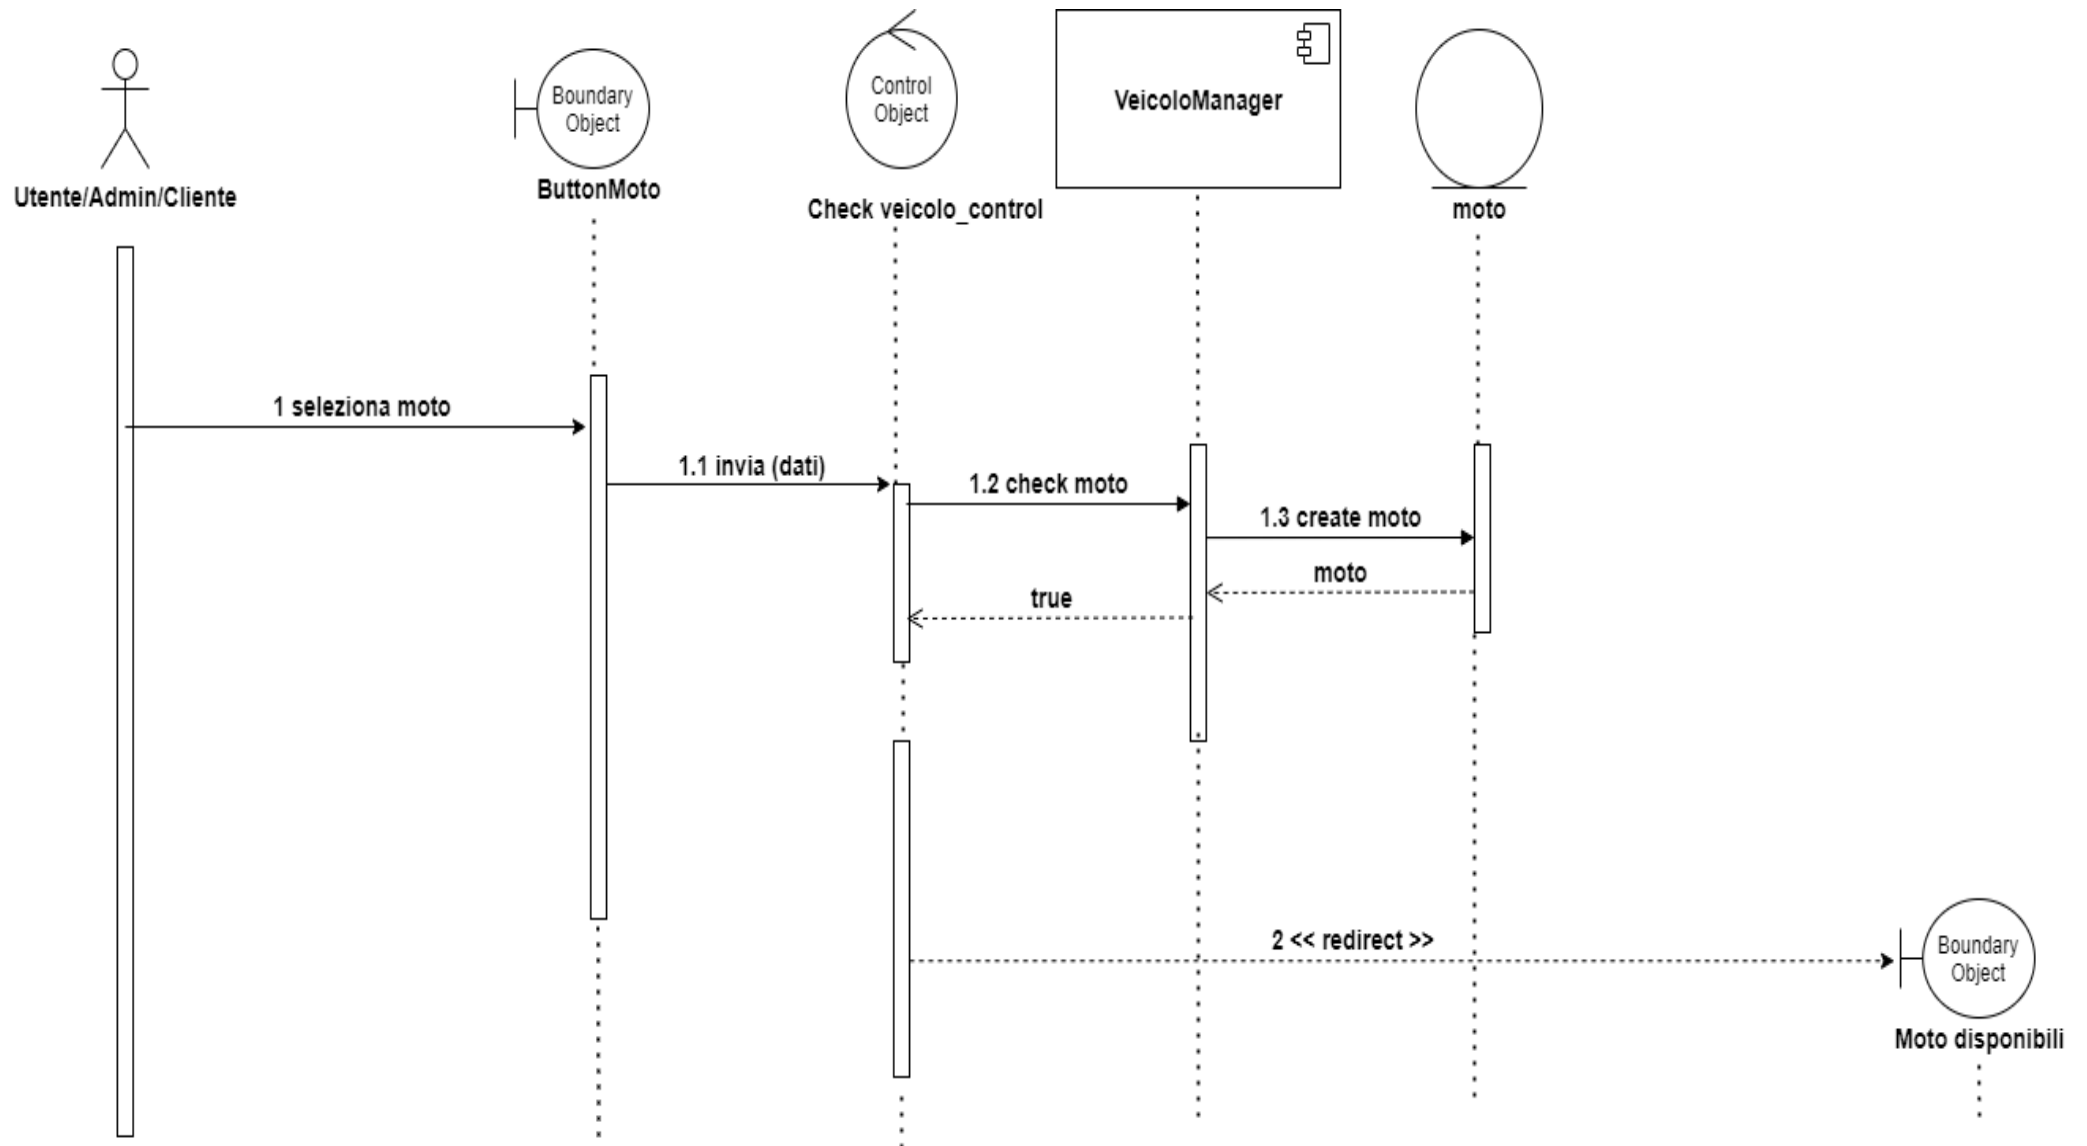 Boundary
Object
Control
Object
VeicoloManager
Utente/Admin/Cliente
ButtonMoto
Check veicolo_control
moto
1 seleziona moto
1.1 invia (dati)
1.2 check moto
1.3 create moto
moto
true
2 << redirect >>
Boundary
Object
Moto disponibili